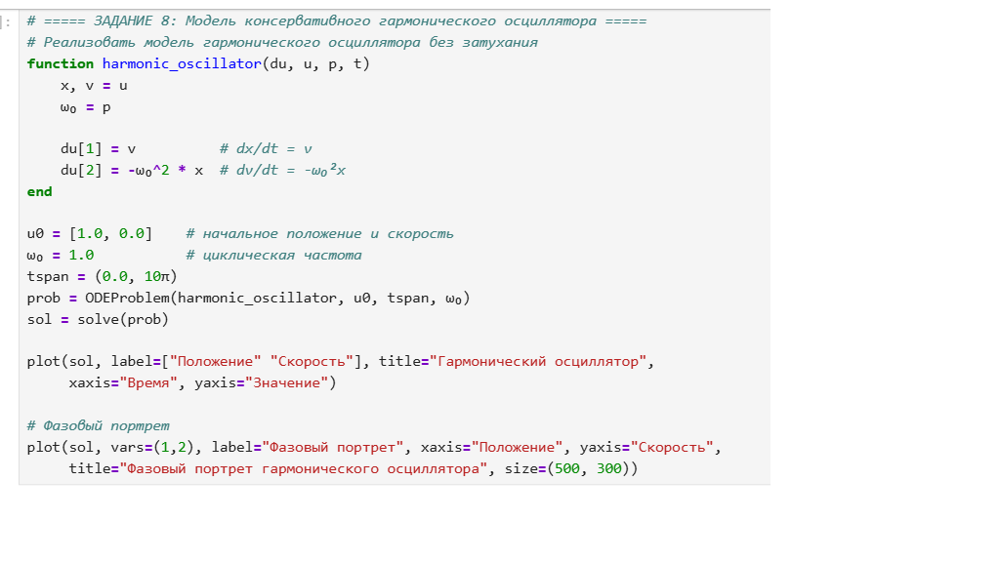 ]:
# ===== ЗАДАНИЕ 8: Модель консервативного гармонического осциллятора =====
# Реализовать модель гармонического осциллятора без затухания
function harmonic_oscillator(du, u, p, t)
    x, v = u
    ω₀ = p

    du[1] = v          # dx/dt = v
    du[2] = -ω₀^2 * x  # dv/dt = -ω₀²x
end

u0 = [1.0, 0.0]    # начальное положение и скорость
ω₀ = 1.0           # циклическая частота
tspan = (0.0, 10π)
prob = ODEProblem(harmonic_oscillator, u0, tspan, ω₀)
sol = solve(prob)

plot(sol, label=["Положение" "Скорость"], title="Гармонический осциллятор",
     xaxis="Время", yaxis="Значение")

# Фазовый портрет
plot(sol, vars=(1,2), label="Фазовый портрет", xaxis="Положение", yaxis="Скорость",
     title="Фазовый портрет гармонического осциллятора", size=(500, 300))